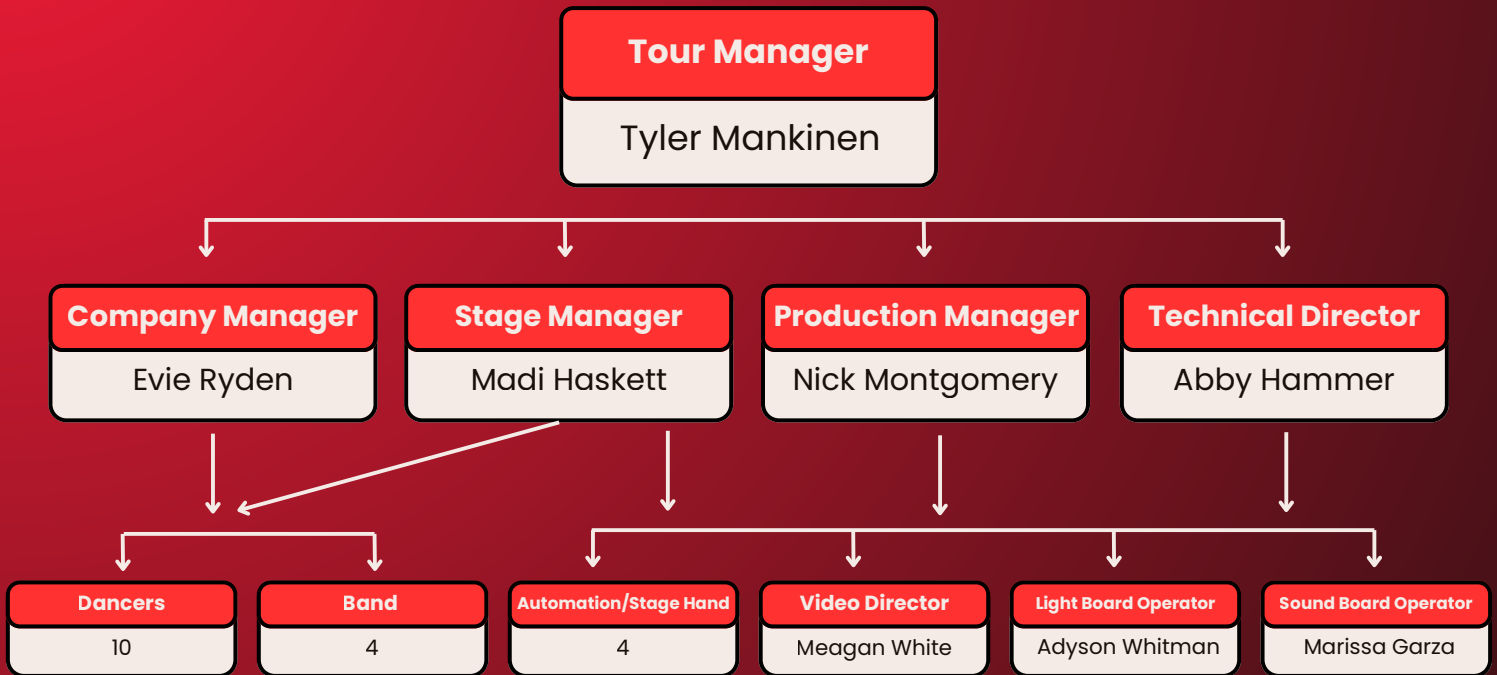 Tour Manager
Tyler Mankinen
Company Manager
Evie Ryden
Stage Manager
Madi Haskett
Production Manager
Nick Montgomery
Technical Director
Abby Hammer
Dancers
10
Band
4
Automation/Stage Hand
4
Video Director
Meagan White
Light Board Operator
Adyson Whitman
Sound Board Operator
Marissa Garza